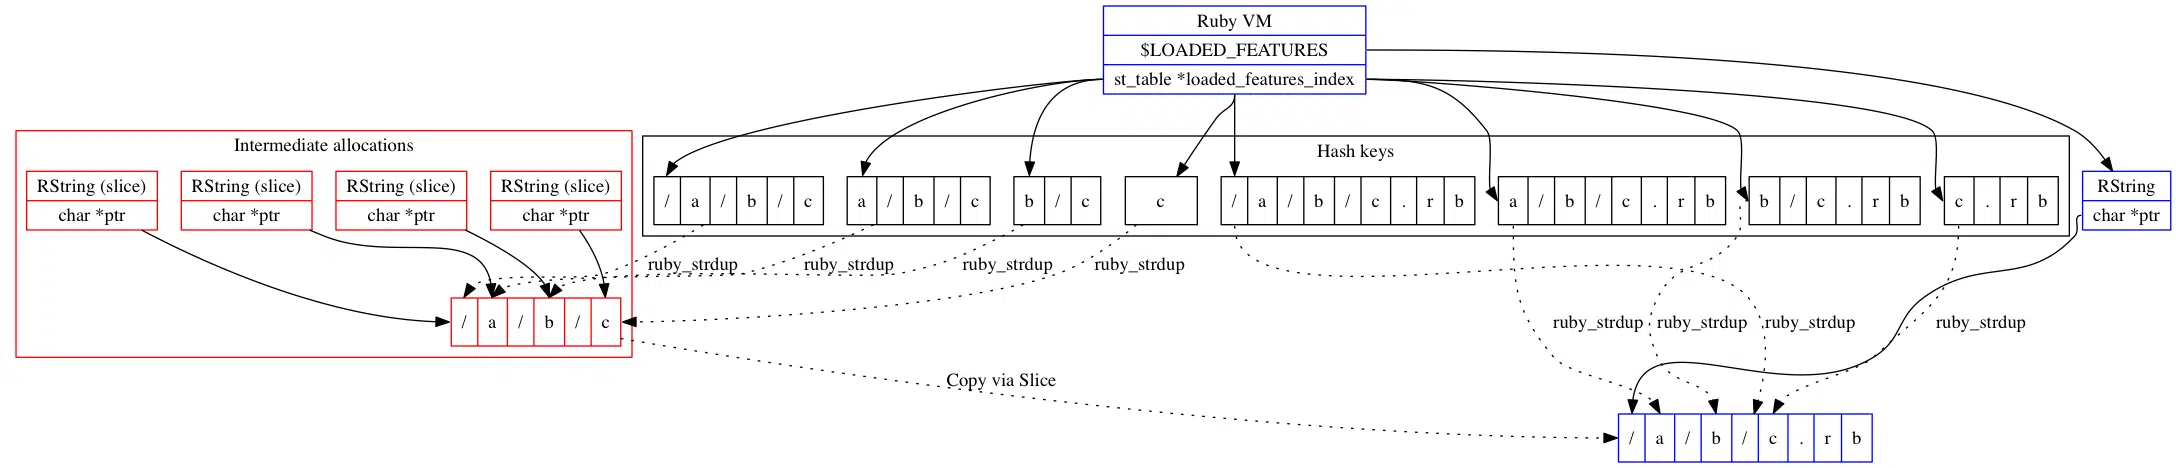 Ruby VM
$LOADED_FEATURES
st_table *loaded_features_index
Intermediate allocations
Hash keys
RString (slice)
char *ptr
RString (slice)
char *ptr
RString (slice)
char *ptr
RString (slice)
char *ptr
/ a / b / c
a / b / c
b / c
c
/ a / b / c . r b
a / b / c . r b
b / c . r b
c . r b
RString
char *ptr
ruby_strdup
ruby_strdup
ruby_strdup
ruby_strdup
/ a / b / c
ruby_strdup
ruby_strdup
ruby_strdup
ruby_strdup
Copy via Slice
/ a / b / c . r b